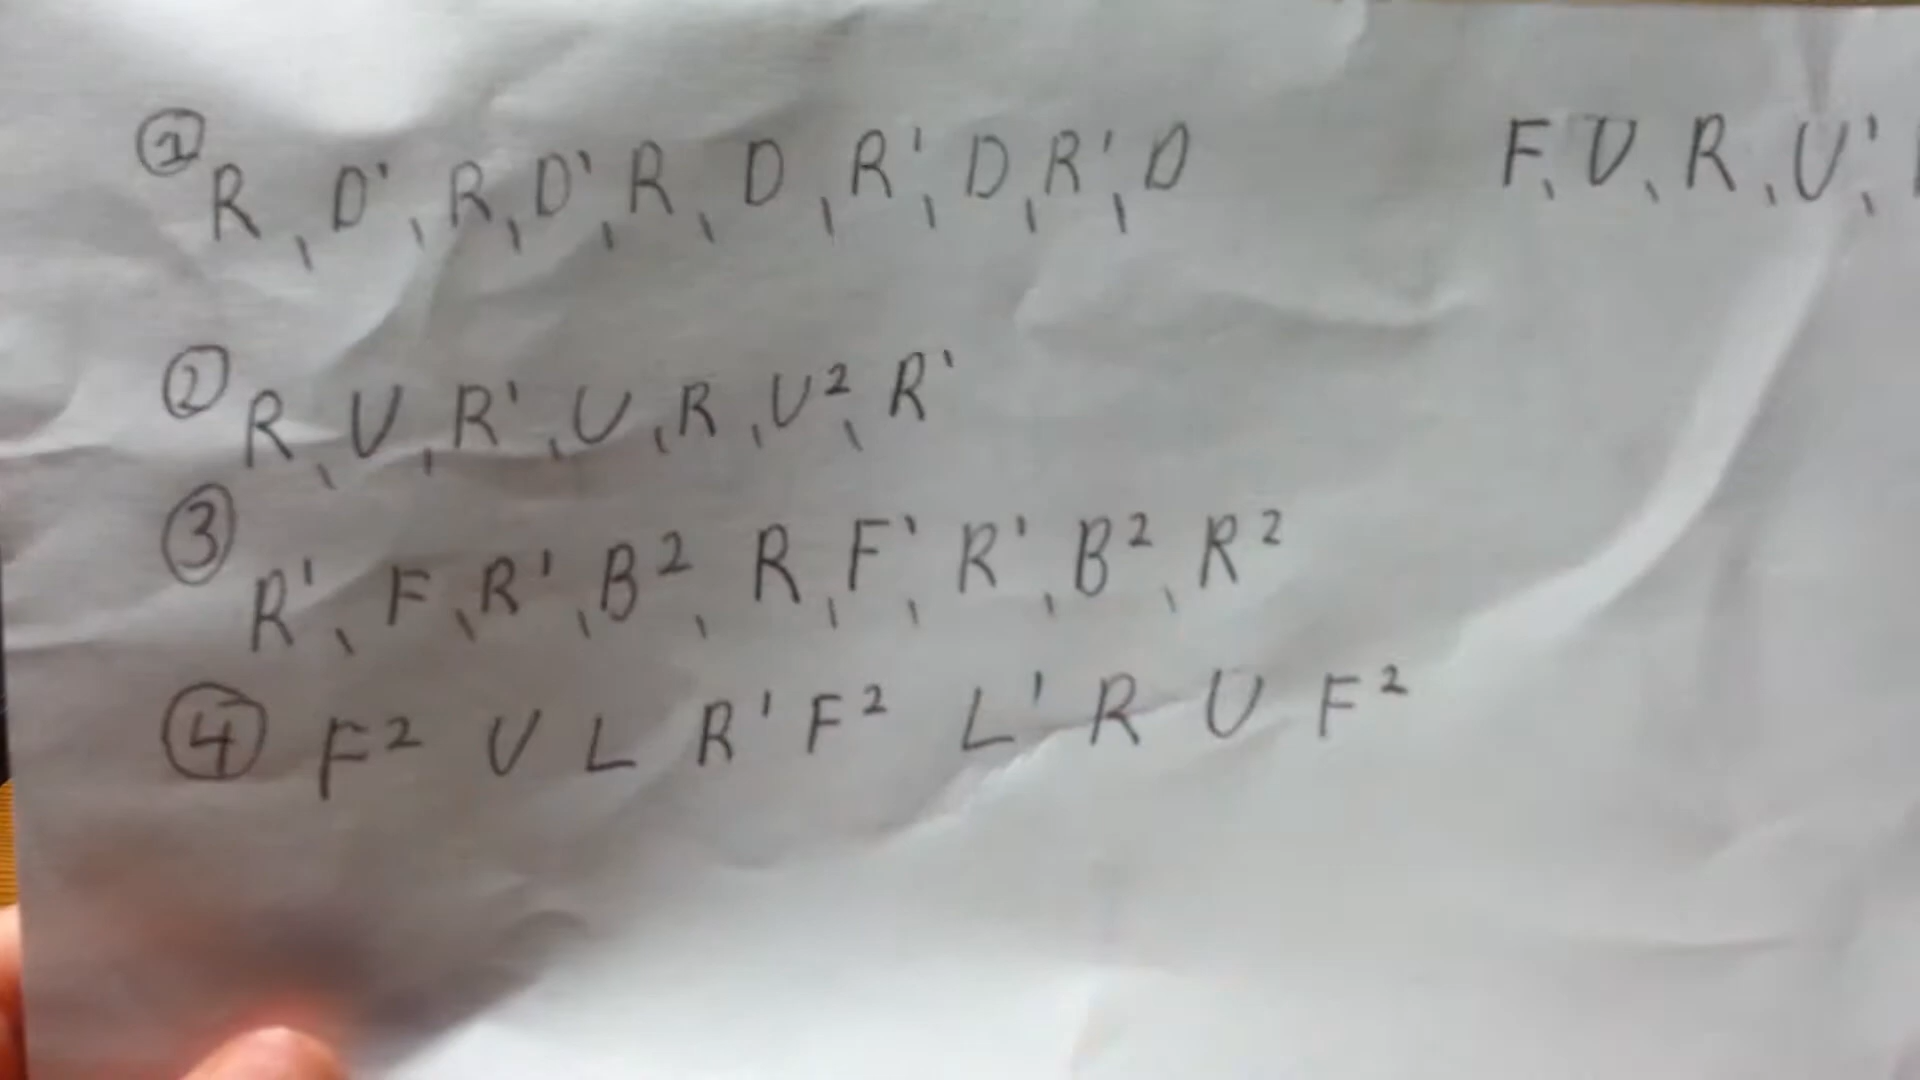 ① R, D', R, D', R, D, R', D, R', D
F, U, R, U',
② R, U, R', U, R, U², R'
③ R', F, R', B², R, F', R', B², R²
④ F² U L R' F² L' R U F²